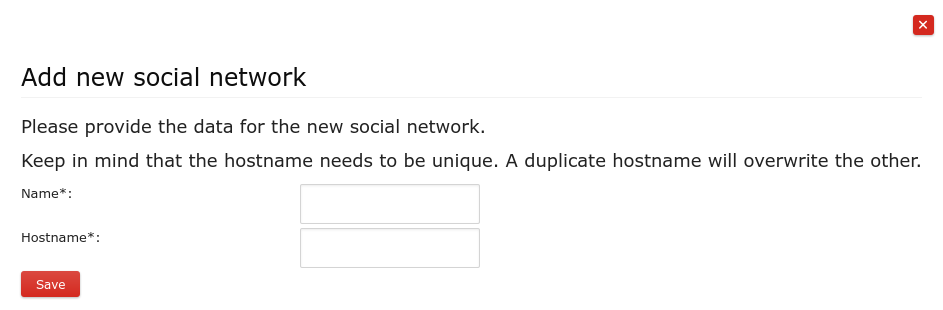 Add new social network
Please provide the data for the new social network.
Keep in mind that the hostname needs to be unique. A duplicate hostname will overwrite the other.
Name*:
Hostname*:
Save